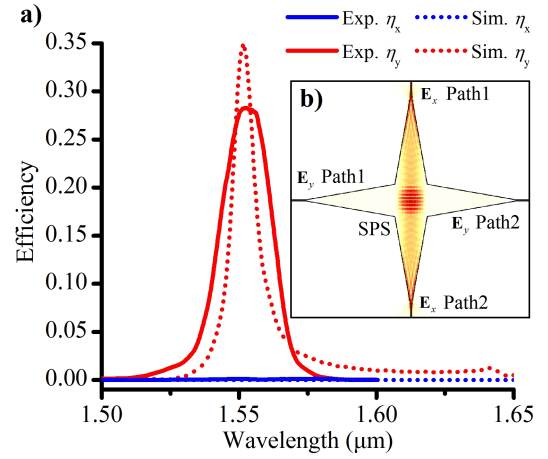 a)
Exp. ηx
Sim. ηx
Exp. ηy
Sim. ηy
0.35
0.30
0.25
0.20
0.15
0.10
0.05
0.00
Efficiency
b)
Ex Path1
Ey Path1
SPS
Ey Path2
Ex Path2
1.50
1.55
1.60
1.65
Wavelength (μm)